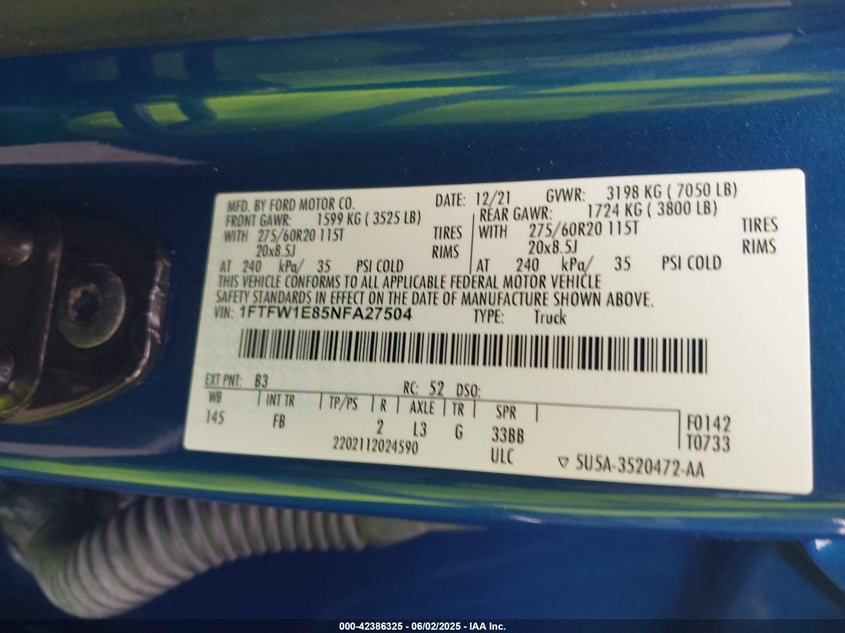 MFD. BY FORD MOTOR CO. DATE: 12/21 GVWR: 3198 KG ( 7050 LB)
FRONT GAWR: 1599 KG ( 3525 LB) REAR GAWR: 1724 KG ( 3800 LB)
WITH 275/60R20 115T TIRES WITH 275/60R20 115T TIRES
20x8.5J RIMS 20x8.5J RIMS
AT 240 kPa/ 35 PSI COLD AT 240 kPa/ 35 PSI COLD
THIS VEHICLE CONFORMS TO ALL APPLICABLE FEDERAL MOTOR VEHICLE
SAFETY STANDARDS IN EFFECT ON THE DATE OF MANUFACTURE SHOWN ABOVE.
VIN: 1FTFW1E85NFA27504 TYPE: Truck
EXT PNT: B3 RC: 52 DSO:
WB INT TR TP/PS R AXLE TR SPR
145 FB 2 L3 G 33BB F0142
2202112024590 ULC T0733
▽ 5U5A-3520472-AA
000-42386325 - 06/02/2025 - IAA Inc.